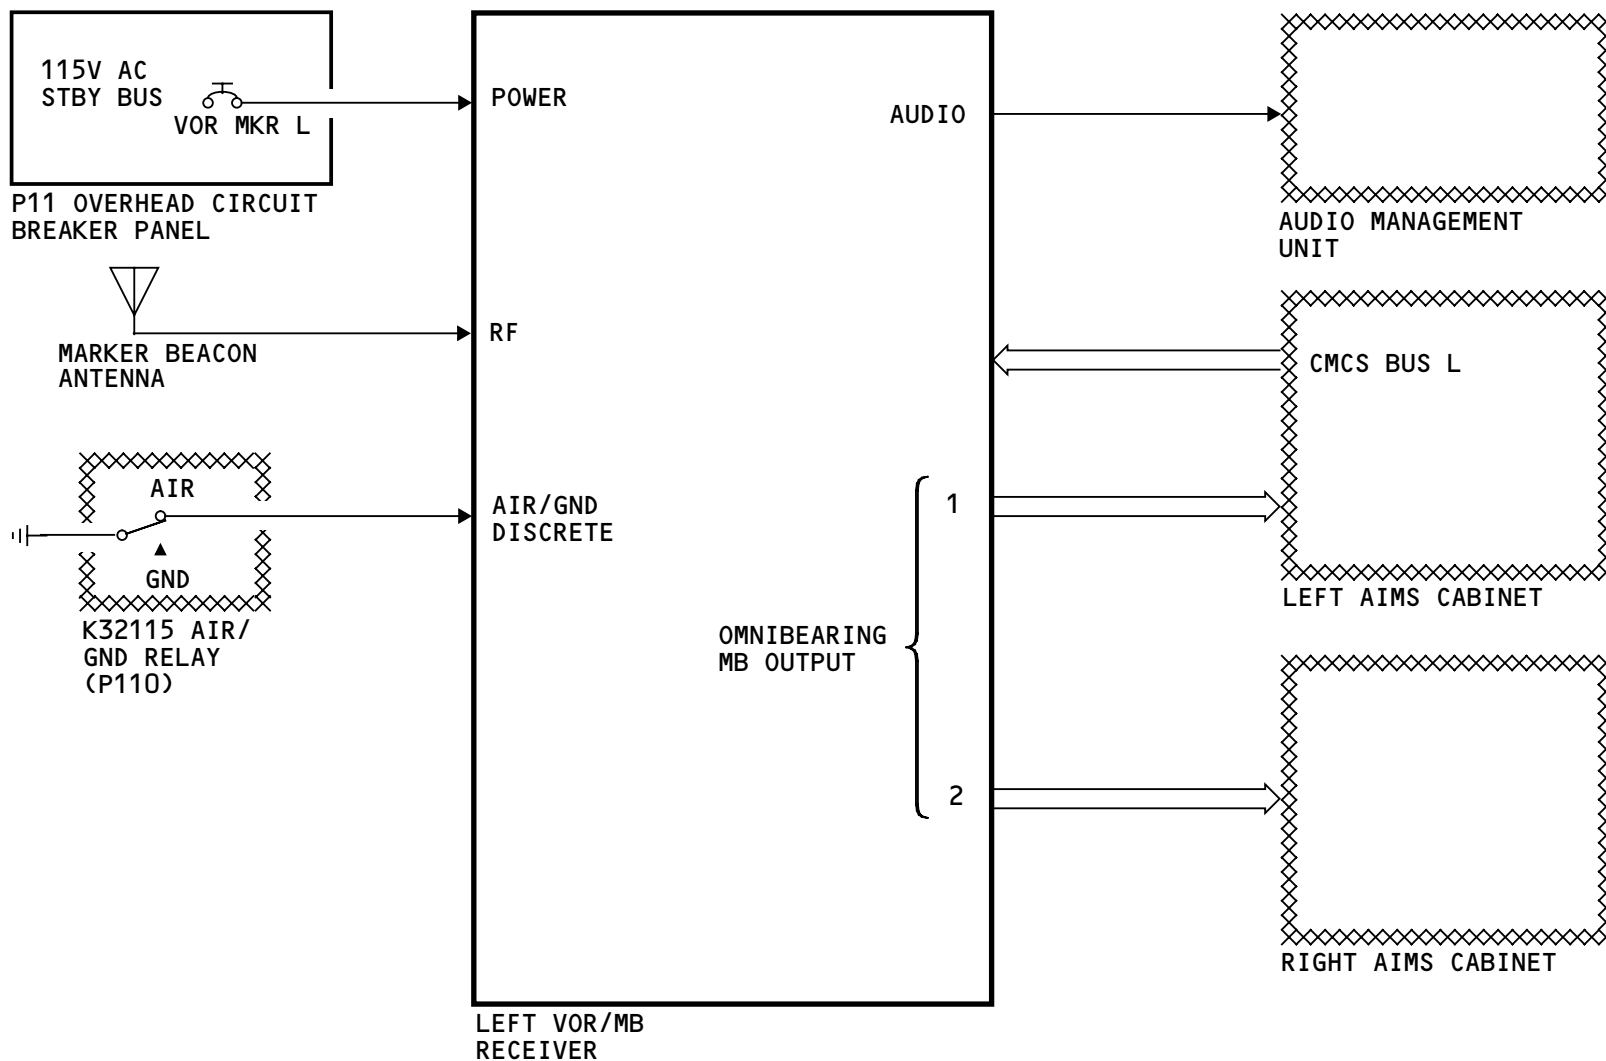 115V AC
STBY BUS
VOR MKR L
P11 OVERHEAD CIRCUIT
BREAKER PANEL
MARKER BEACON
ANTENNA
AIR
GND
K32115 AIR/
GND RELAY
(P110)
POWER
RF
AIR/GND
DISCRETE
AUDIO
1
OMNIBEARING
MB OUTPUT
2
LEFT VOR/MB
RECEIVER
AUDIO MANAGEMENT
UNIT
CMCS BUS L
LEFT AIMS CABINET
RIGHT AIMS CABINET